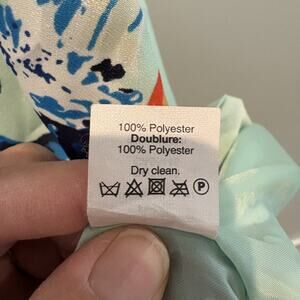 100% Polyester
Doublure:
100% Polyester
Dry clean.
P